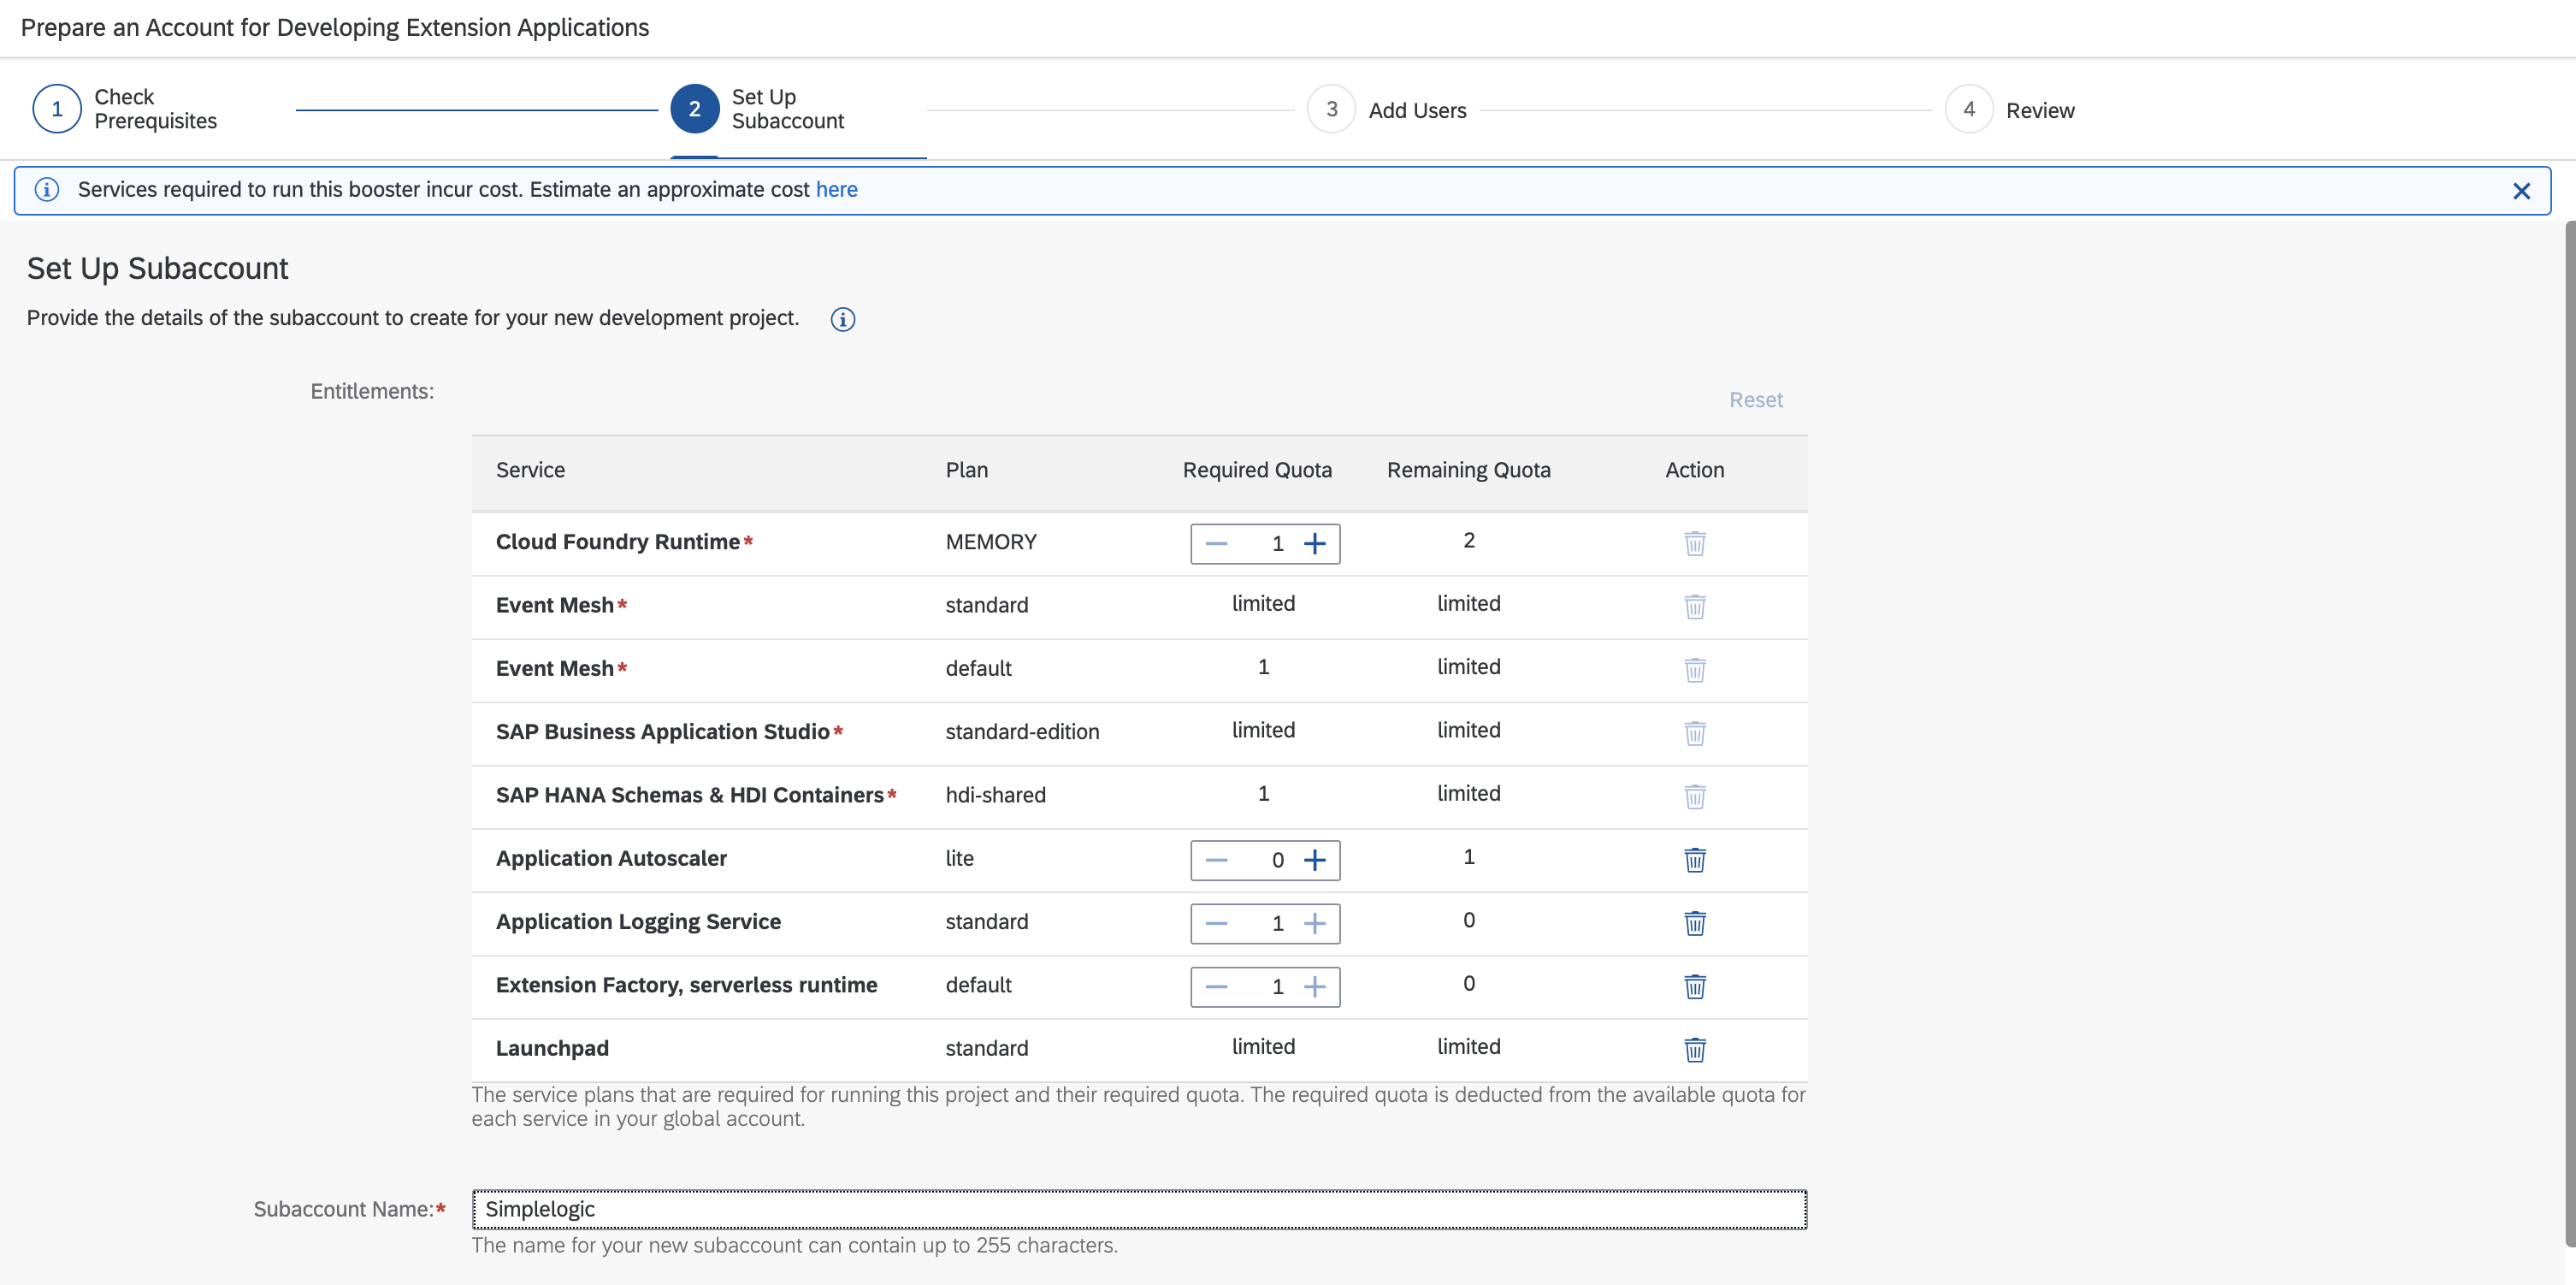 Prepare an Account for Developing Extension Applications
1 Check Prerequisites
2 Set Up Subaccount
3 Add Users
4 Review
Services required to run this booster incur cost. Estimate an approximate cost here
Set Up Subaccount
Provide the details of the subaccount to create for your new development project.
Entitlements:
Reset
Service Plan Required Quota Remaining Quota Action
Cloud Foundry Runtime* MEMORY 1 2
Event Mesh* standard limited limited
Event Mesh* default 1 limited
SAP Business Application Studio* standard-edition limited limited
SAP HANA Schemas & HDI Containers* hdi-shared 1 limited
Application Autoscaler lite 0 1
Application Logging Service standard 1 0
Extension Factory, serverless runtime default 1 0
Launchpad standard limited limited
The service plans that are required for running this project and their required quota. The required quota is deducted from the available quota for
each service in your global account.
Subaccount Name:* Simplelogic
The name for your new subaccount can contain up to 255 characters.